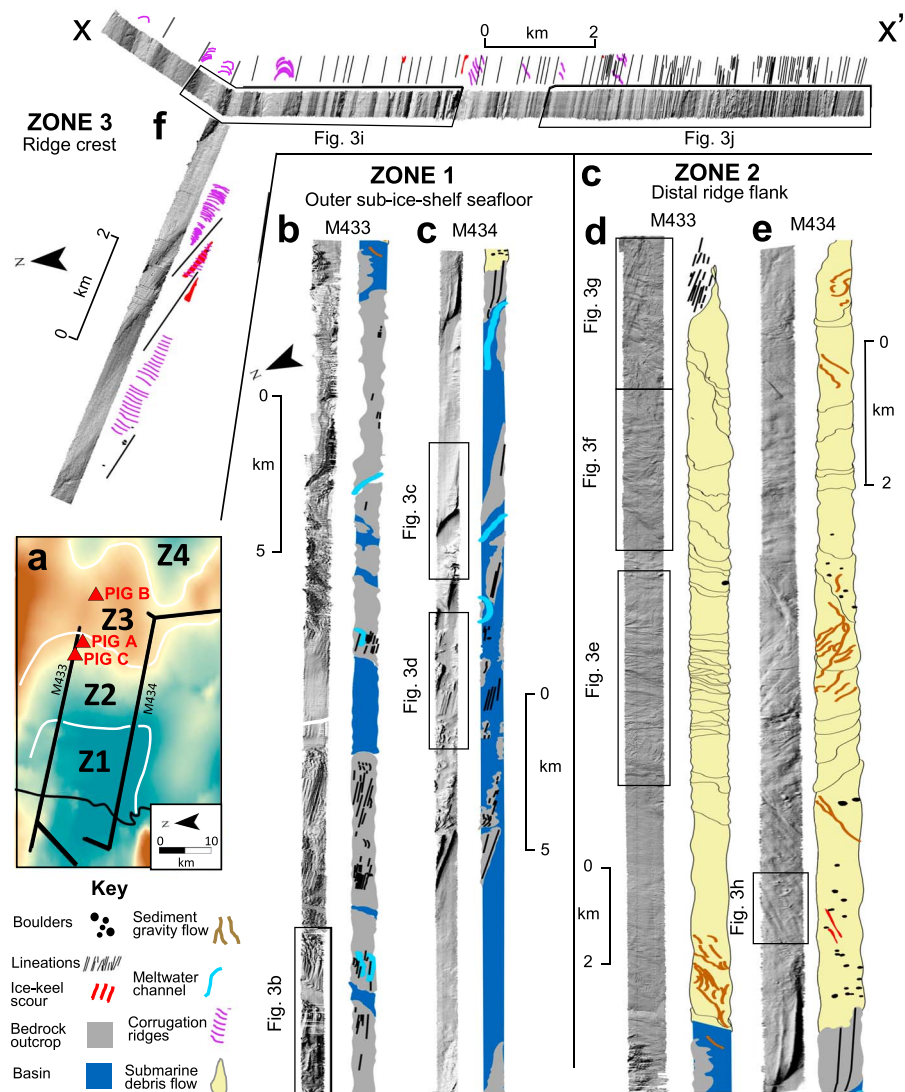 X
0
2
km
X’
ZONE 3
Ridge crest
f
Fig. 3i
Fig. 3j
N
2
km
0
ZONE 1
Outer sub-ice-shelf seafloor
b
M433
c
M434
N
0
km
5
Fig. 3c
Fig. 3d
0
km
5
Fig. 3b
c
ZONE 2
Distal ridge flank
M433
d
e
M434
Fig. 3g
Fig. 3f
Fig. 3e
0
km
2
0
km
2
Fig. 3h
a
Z4
PIG B
Z3
PIG A
PIG C
M433
M434
Z2
Z1
N
0 10
km
Key
Boulders
Sediment
gravity flow
Lineations
Ice-keel
scour
Meltwater
channel
Bedrock
outcrop
Corrugation
ridges
Basin
Submarine
debris flow